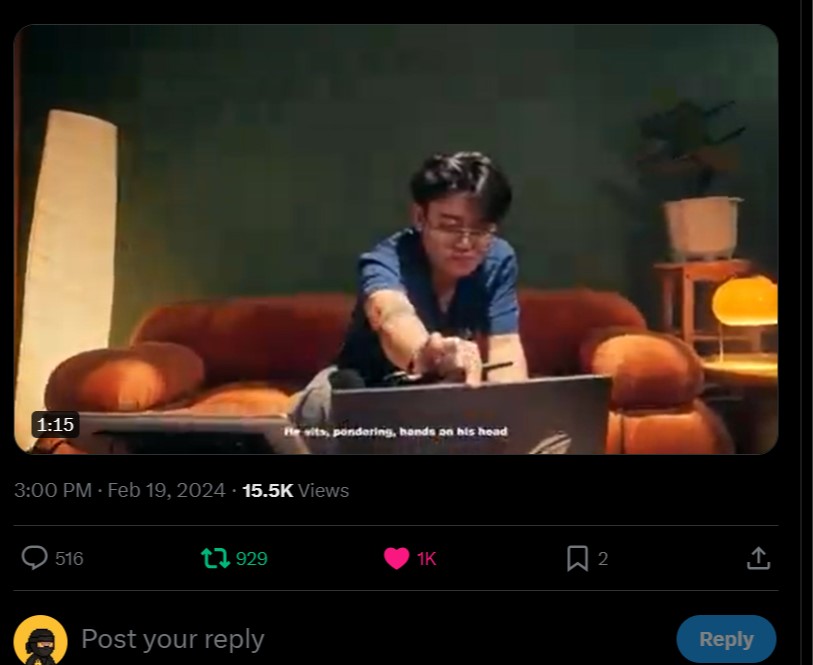 1:15
He sits, pondering, hands on his head
3:00 PM · Feb 19, 2024 · 15.5K Views
516 929 1K 2
Post your reply Reply